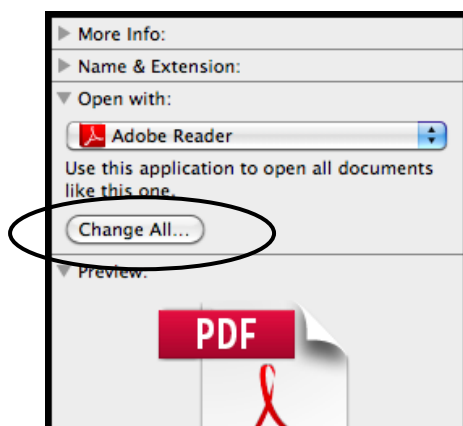 More Info:
Name & Extension:
Open with:
Adobe Reader
Use this application to open all documents
like this one.
Change All...
Preview:
PDF